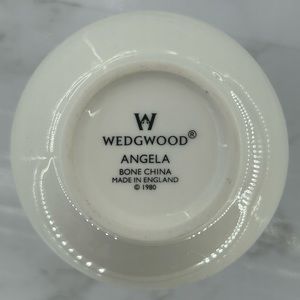 W
WEDGWOOD®
ANGELA
BONE CHINA
MADE IN ENGLAND
© 1980